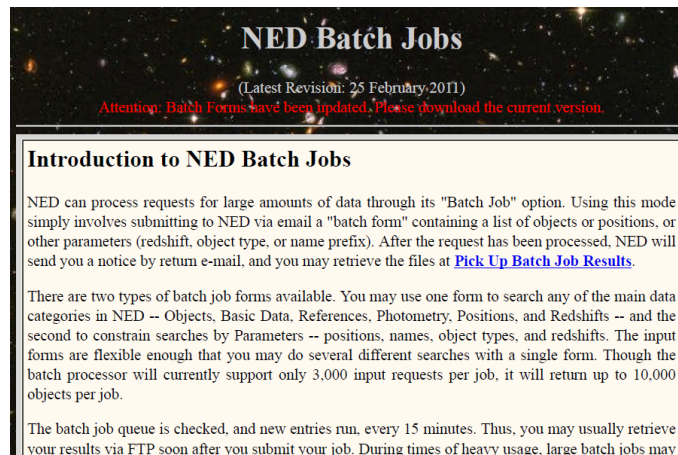 NED Batch Jobs
(Latest Revision: 25 February 2011)
Attention: Batch Forms have been updated. Please download the current version.
Introduction to NED Batch Jobs
NED can process requests for large amounts of data through its "Batch Job" option. Using this mode
simply involves submitting to NED via email a "batch form" containing a list of objects or positions, or
other parameters (redshift, object type, or name prefix). After the request has been processed, NED will
send you a notice by return e-mail, and you may retrieve the files at Pick Up Batch Job Results.
There are two types of batch job forms available. You may use one form to search any of the main data
categories in NED -- Objects, Basic Data, References, Photometry, Positions, and Redshifts -- and the
second to constrain searches by Parameters -- positions, names, object types, and redshifts. The input
forms are flexible enough that you may do several different searches with a single form. Though the
batch processor will currently support only 3,000 input requests per job, it will return up to 10,000
objects per job.
The batch job queue is checked, and new entries run, every 15 minutes. Thus, you may usually retrieve
your results via FTP soon after you submit your job. During times of heavy usage, large batch jobs may